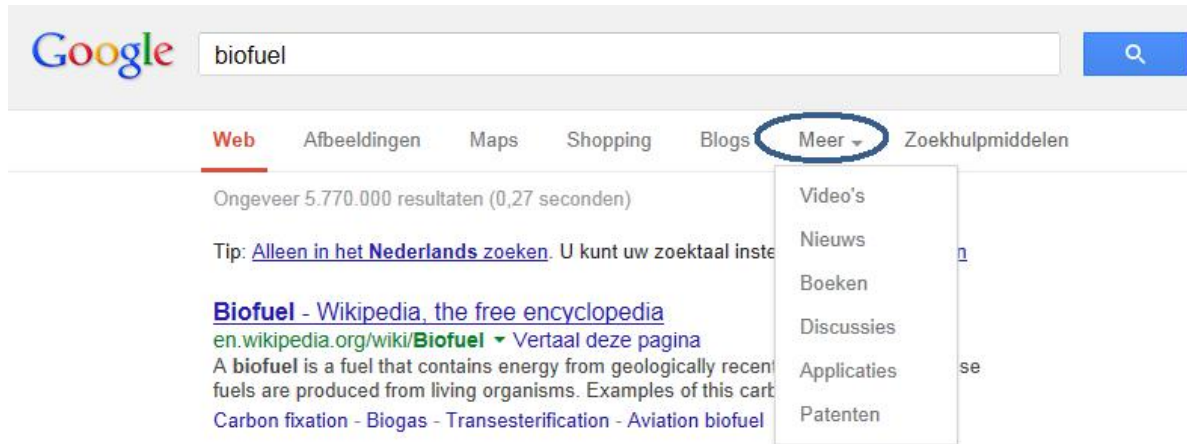 Google biofuel
Web Afbeeldingen Maps Shopping Blogs Meer Zoekhulpmiddelen
Ongeveer 5.770.000 resultaten (0,27 seconden)
Tip: Alleen in het Nederlands zoeken. U kunt uw zoektaal inste
Biofuel - Wikipedia, the free encyclopedia
en.wikipedia.org/wiki/Biofuel Vertaal deze pagina
A biofuel is a fuel that contains energy from geologically recent se
fuels are produced from living organisms. Examples of this carb
Carbon fixation - Biogas - Transesterification - Aviation biofuel
Video's
Nieuws
Boeken
Discussies
Applicaties
Patenten